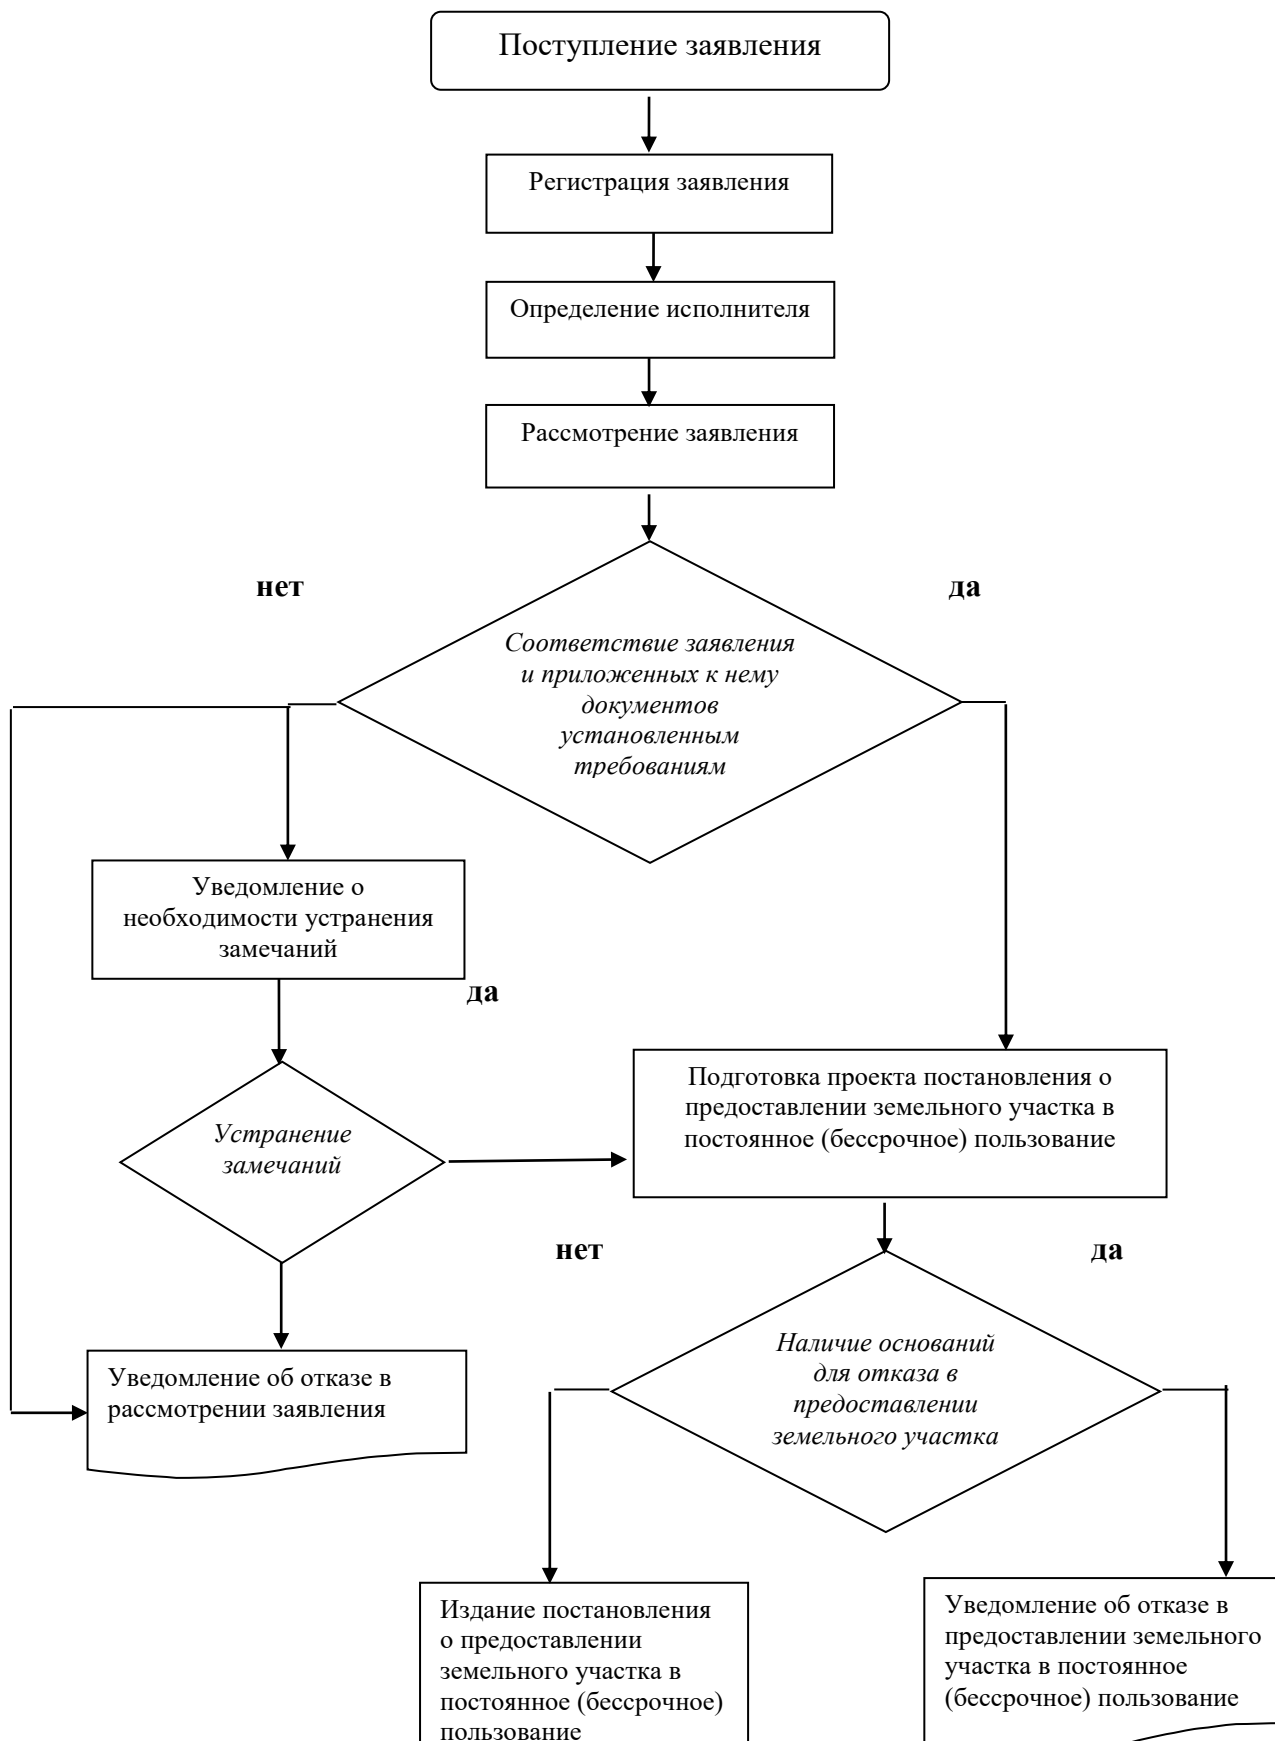 Поступление заявления
Регистрация заявления
Определение исполнителя
Рассмотрение заявления
нет
да
Соответствие заявления
и приложенных к нему
документов
установленным
требованиям
Уведомление о
необходимости устранения
замечаний
да
Устранение
замечаний
Подготовка проекта постановления о
предоставлении земельного участка в
постоянное (бессрочное) пользование
нет
да
Наличие оснований
для отказа в
предоставлении
земельного участка
Уведомление об отказе в
рассмотрении заявления
Издание постановления
о предоставлении
земельного участка в
постоянное (бессрочное)
пользование
Уведомление об отказе в
предоставлении земельного
участка в постоянное
(бессрочное) пользование